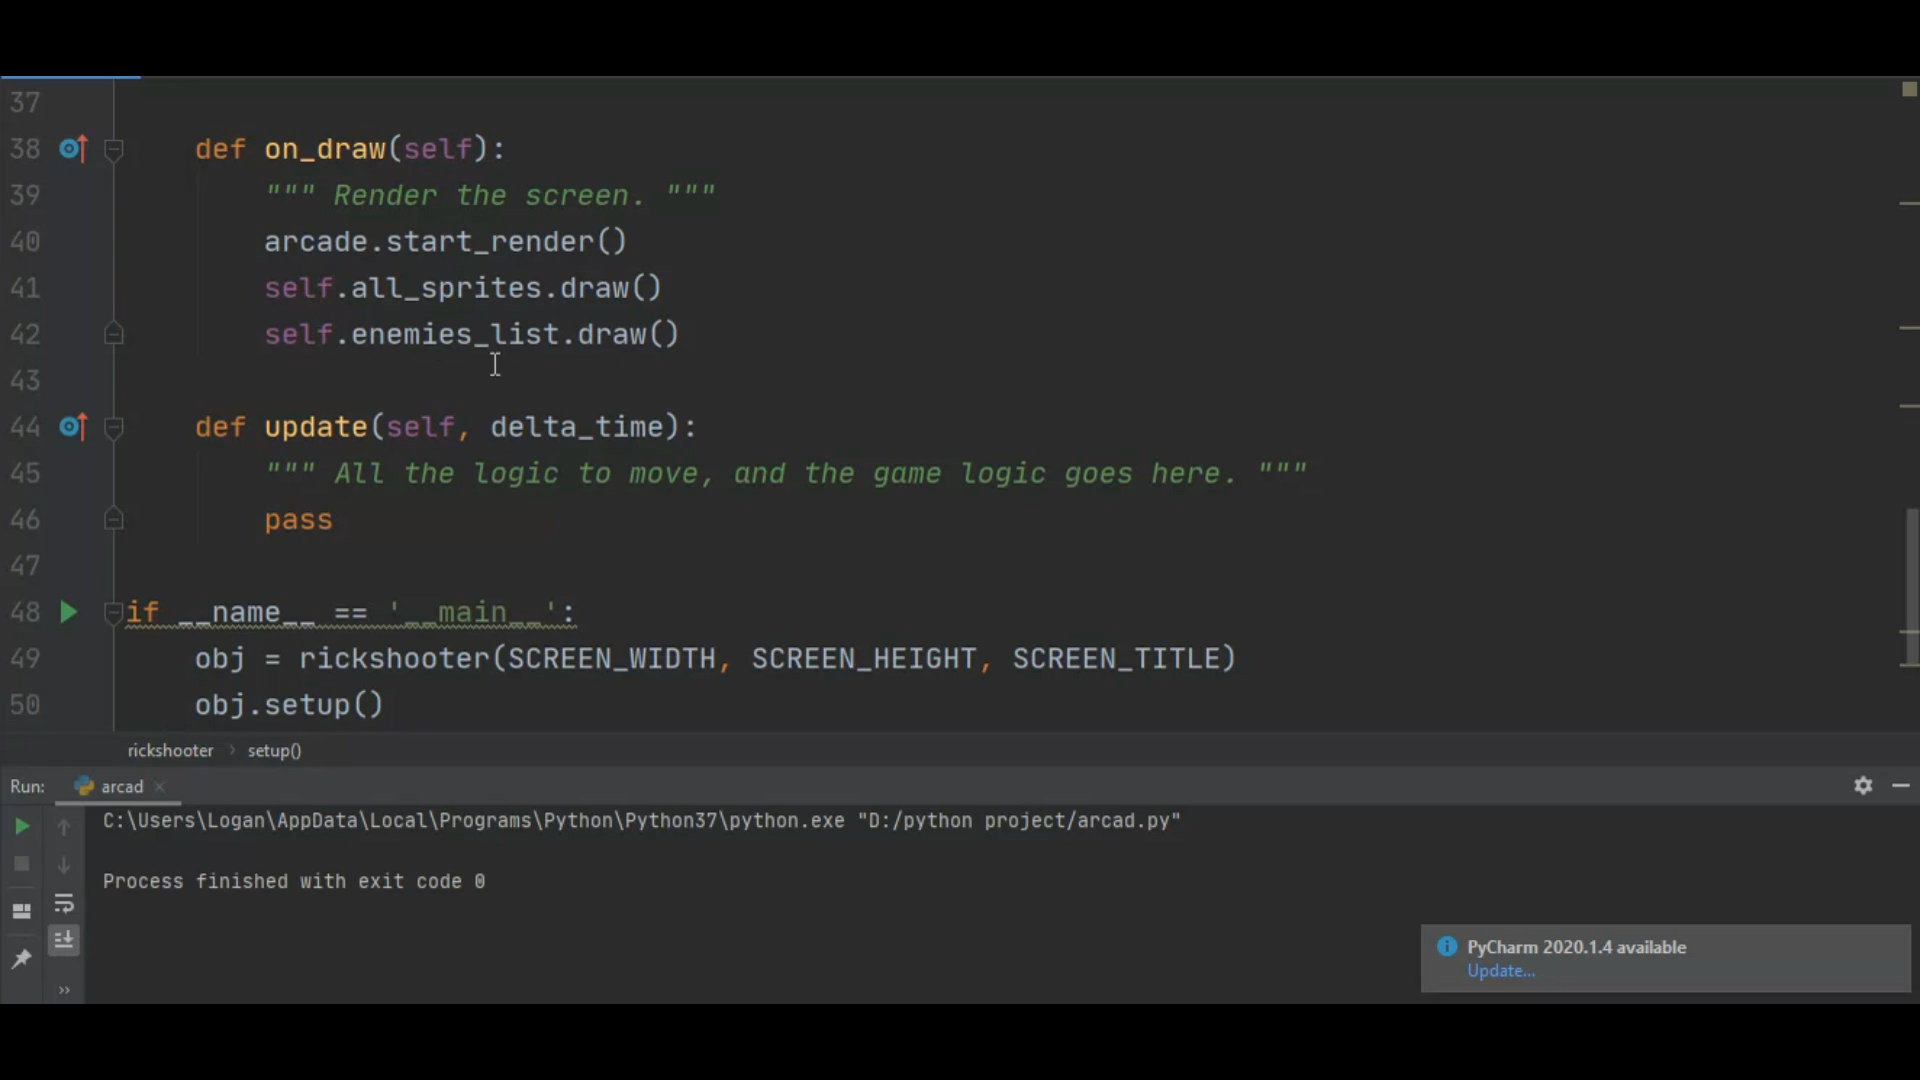 37
38 def on_draw(self):
39 """ Render the screen. """
40 arcade.start_render()
41 self.all_sprites.draw()
42 self.enemies_list.draw()
43
44 def update(self, delta_time):
45 """ All the logic to move, and the game logic goes here. """
46 pass
47
48 if __name__ == '__main__':
49 obj = rickshooter(SCREEN_WIDTH, SCREEN_HEIGHT, SCREEN_TITLE)
50 obj.setup()
rickshooter › setup()
Run: arcad ×
C:\Users\Logan\AppData\Local\Programs\Python\Python37\python.exe "D:/python project/arcad.py"
Process finished with exit code 0
PyCharm 2020.1.4 available
Update...